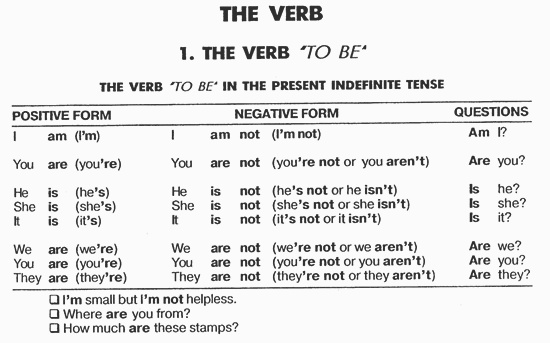 THE VERB
1. THE VERB 'TO BE'
THE VERB 'TO BE' IN THE PRESENT INDEFINITE TENSE
POSITIVE FORM NEGATIVE FORM QUESTIONS
I am (I'm) I am not (I'm not) Am I?
You are (you're) You are not (you're not or you aren't) Are you?
He is (he's) He is not (he's not or he isn't) Is he?
She is (she's) She is not (she's not or she isn't) Is she?
It is (it's) It is not (it's not or it isn't) Is it?
We are (we're) We are not (we're not or we aren't) Are we?
You are (you're) You are not (you're not or you aren't) Are you?
They are (they're) They are not (they're not or they aren't) Are they?
❑ I'm small but I'm not helpless.
❑ Where are you from?
❑ How much are these stamps?